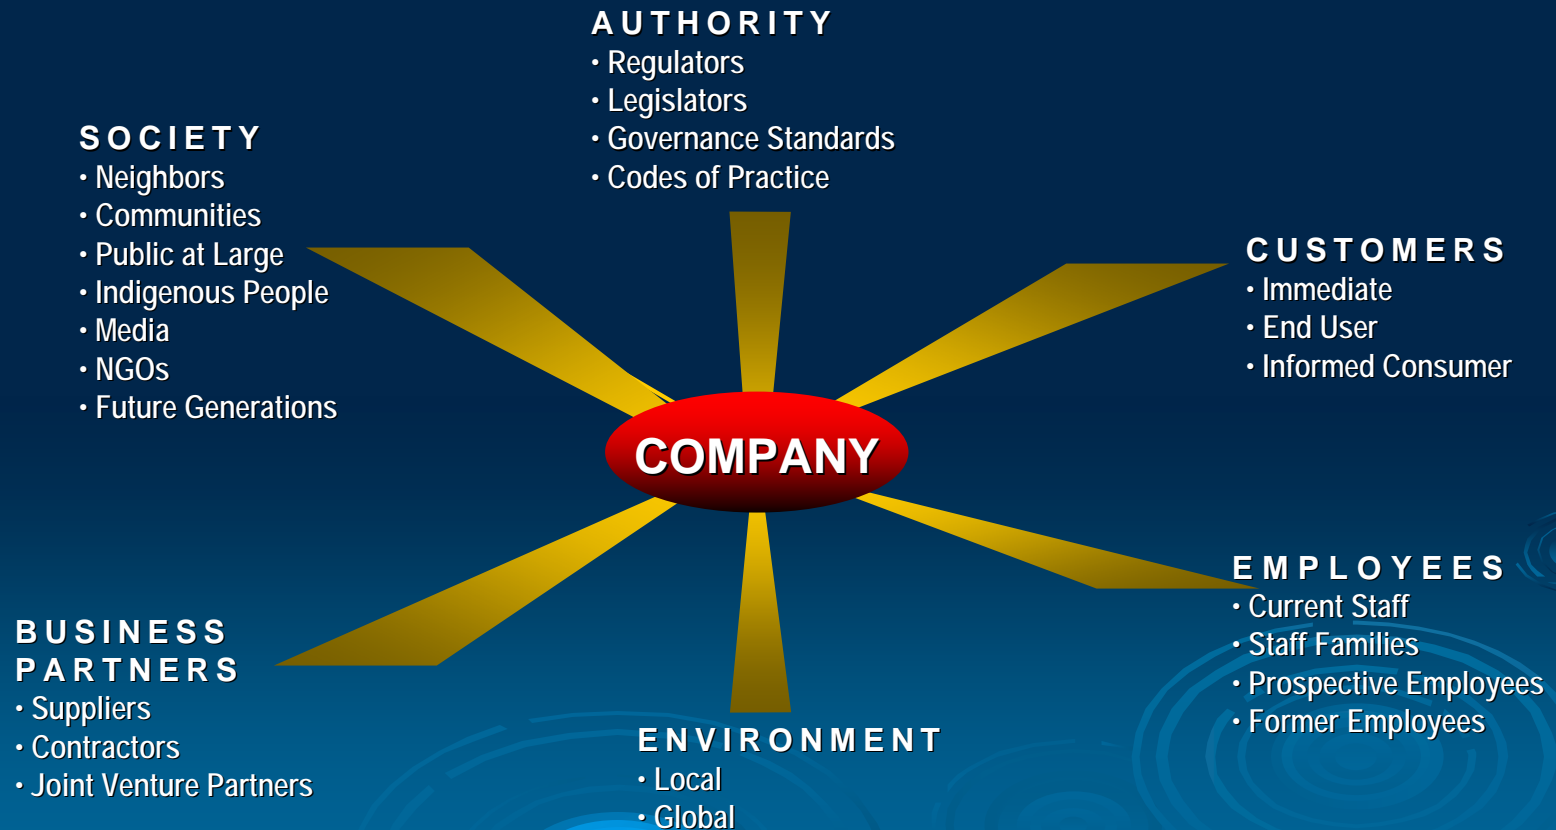 AUTHORITY
• Regulators
• Legislators
• Governance Standards
• Codes of Practice
SOCIETY
• Neighbors
• Communities
• Public at Large
• Indigenous People
• Media
• NGOs
• Future Generations
CUSTOMERS
• Immediate
• End User
• Informed Consumer
COMPANY
EMPLOYEES
• Current Staff
• Staff Families
• Prospective Employees
• Former Employees
BUSINESS
PARTNERS
• Suppliers
• Contractors
• Joint Venture Partners
ENVIRONMENT
• Local
• Global